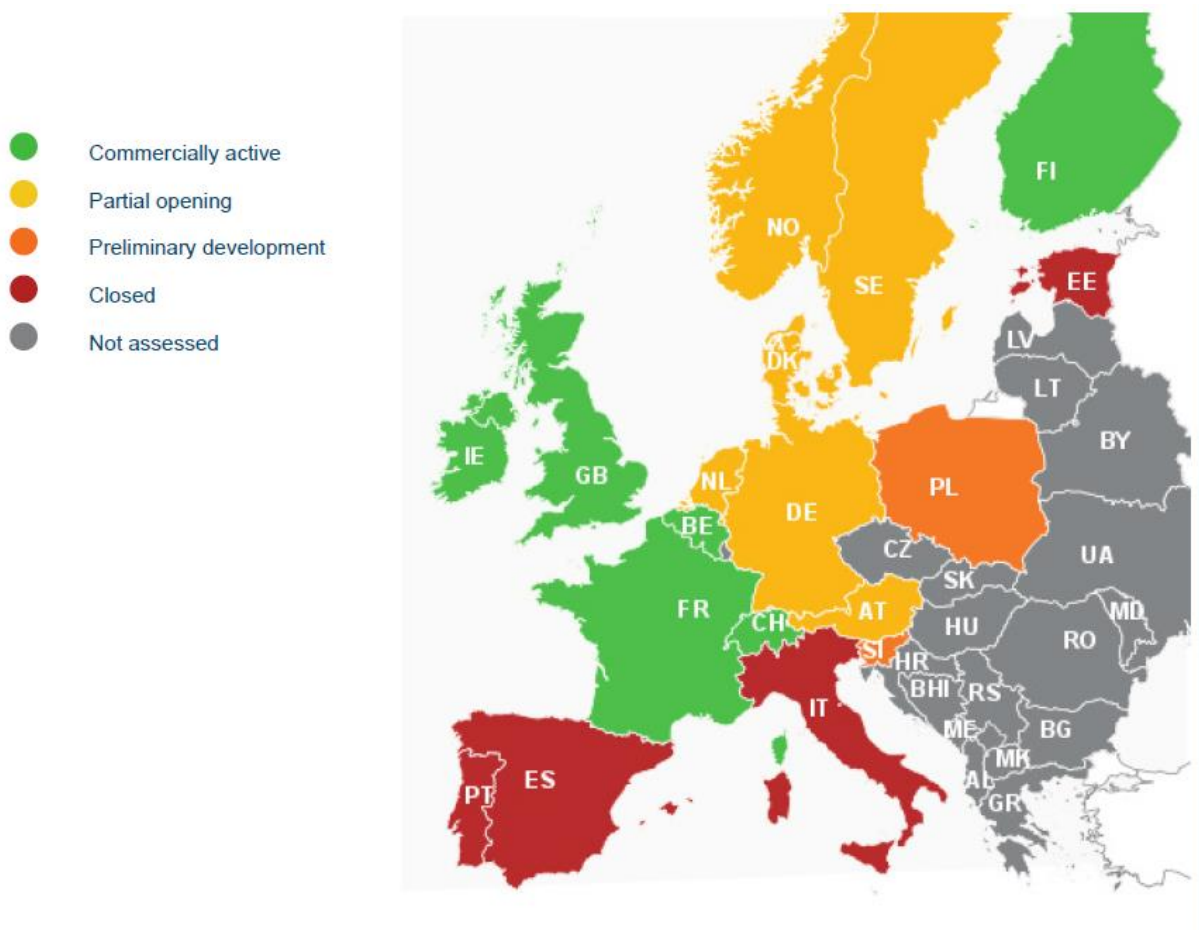 Commercially active
Partial opening
Preliminary development
Closed
Not assessed
FI
NO
SE
EE
LV
DK
LT
BY
IE
GB
NL
DE
PL
BE
CZ
UA
SK
FR
CH
AT
HU
MD
RO
SI
HR
BHI
RS
IT
ME
BG
MK
ES
PT
AL
GR